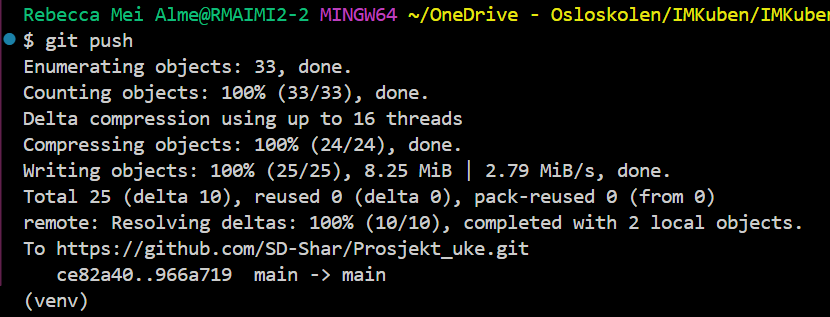 Rebecca Mei Alme@RMAIMI2-2 MINGW64 ~/OneDrive - Osloskolen/IMKuben/IMKuben
$ git push
Enumerating objects: 33, done.
Counting objects: 100% (33/33), done.
Delta compression using up to 16 threads
Compressing objects: 100% (24/24), done.
Writing objects: 100% (25/25), 8.25 MiB | 2.79 MiB/s, done.
Total 25 (delta 10), reused 0 (delta 0), pack-reused 0 (from 0)
remote: Resolving deltas: 100% (10/10), completed with 2 local objects.
To https://github.com/SD-Shar/Prosjekt_uke.git
   ce82a40..966a719  main -> main
(venv)